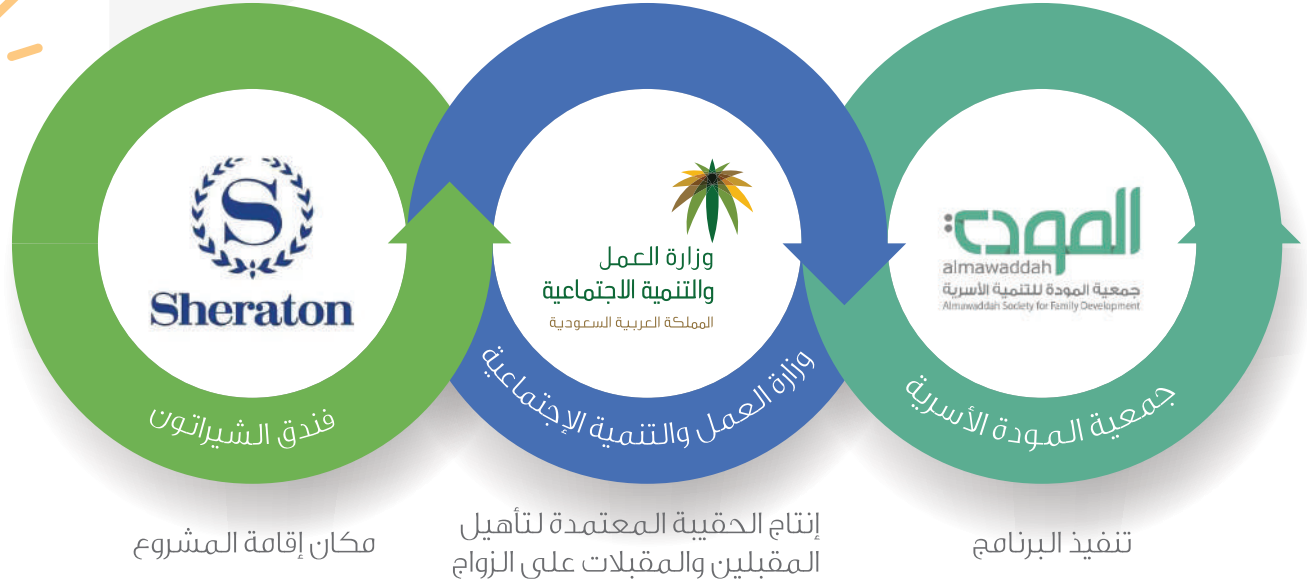 المودة:
almawaddah
جمعية المودة للتنمية الأسرية
Almawaddah Society for Family Development
جمعية المودة الأسرية
تنفيذ البرنامج
وزارة العمل
والتنمية الاجتماعية
المملكة العربية السعودية
وزارة العمل والتنمية الإجتماعية
إنتاج الحقيبة المعتمدة لتأهيل
المقبلين والمقبلات على الزواج
S
Sheraton
فندق الشيراتون
مكان إقامة المشروع